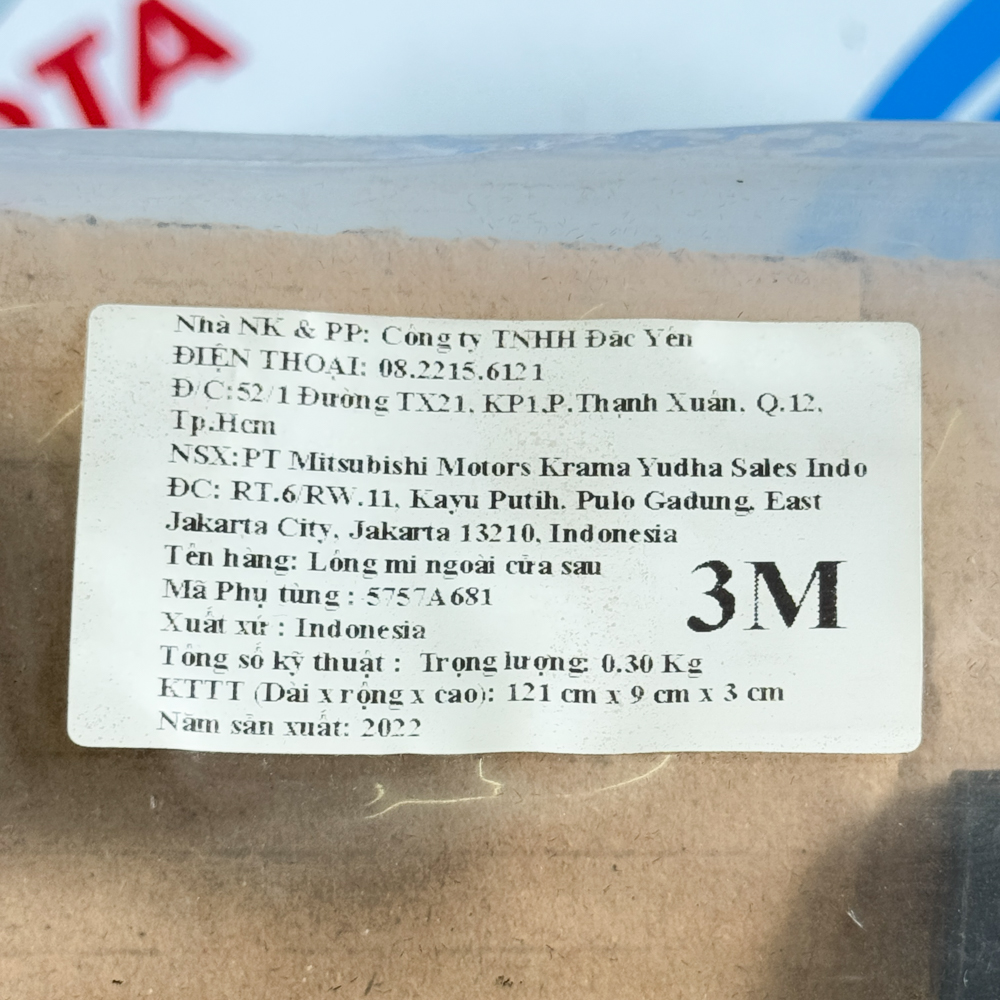 OTA
Nhà NK & PP: Công ty TNHH Đăc Yên
ĐIỆN THOẠI: 08.2215.6121
Đ/C:52/1 Đường TX21, KP1,P.Thạnh Xuân, Q.12,
Tp.Hcm
NSX:PT Mitsubishi Motors Krama Yudha Sales Indo
ĐC: RT.6/RW.11, Kayu Putih, Pulo Gadung, East
Jakarta City, Jakarta 13210, Indonesia
Tên hàng: Lông mi ngoài cửa sau
Mã Phụ tùng : 5757A681
Xuất xứ : Indonesia
3M
Tông số kỹ thuật : Trọng lượng: 0.30 Kg
KTTT (Dài x rộng x cao): 121 cm x 9 cm x 3 cm
Năm sản xuất: 2022